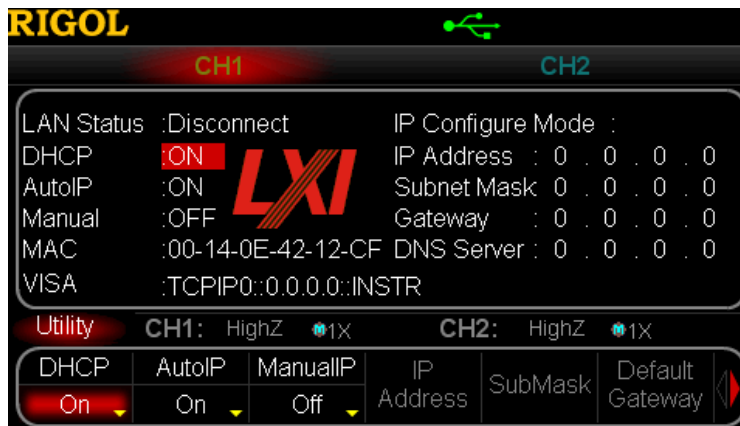 RIGOL
CH1 CH2
LAN Status :Disconnect IP Configure Mode :
DHCP :ON IP Address : 0 . 0 . 0 . 0
AutoIP :ON Subnet Mask 0 . 0 . 0 . 0
Manual :OFF Gateway : 0 . 0 . 0 . 0
LXI
MAC :00-14-0E-42-12-CF DNS Server : 0 . 0 . 0 . 0
VISA :TCPIP0::0.0.0.0::INSTR
Utility CH1: HighZ 1X CH2: HighZ 1X
DHCP AutoIP ManualIP IP Address SubMask Default Gateway
On On Off